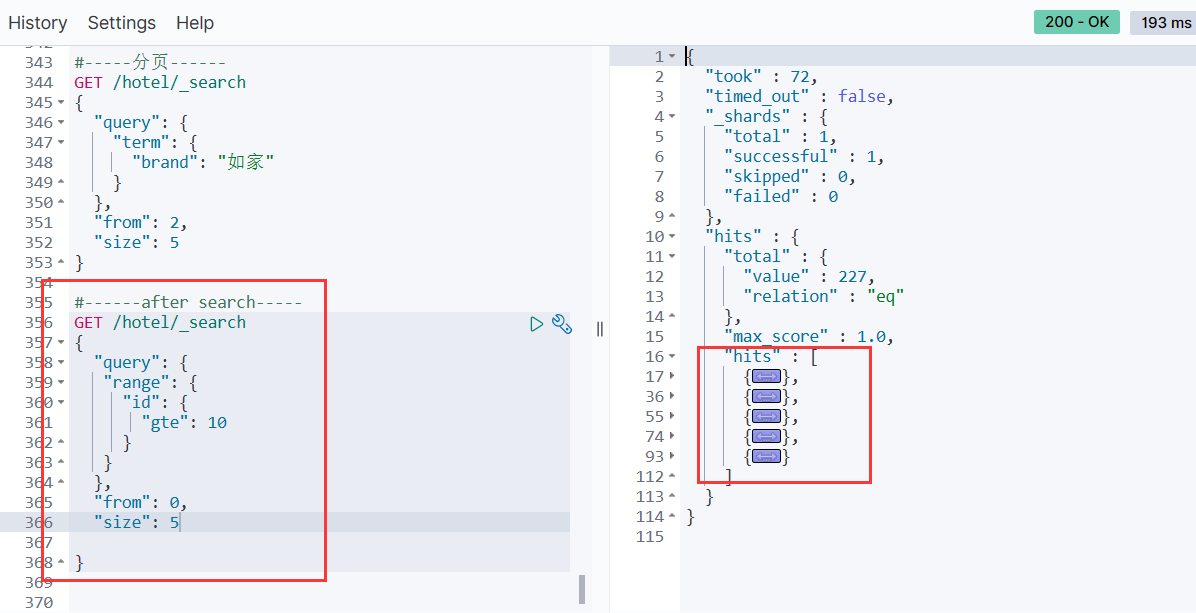 History Settings Help
200 - OK 193 ms
342
343 #-----分页------
344 GET /hotel/_search
345 {
346 "query": {
347 "term": {
348 "brand": "如家"
349 }
350 },
351 "from": 2,
352 "size": 5
353 }
354
355 #------after search-----
356 GET /hotel/_search
357 {
358 "query": {
359 "range": {
360 "id": {
361 "gte": 10
362 }
363 }
364 },
365 "from": 0,
366 "size": 5
367
368 }
369
370
1 {
2 "took" : 72,
3 "timed_out" : false,
4 "_shards" : {
5 "total" : 1,
6 "successful" : 1,
7 "skipped" : 0,
8 "failed" : 0
9 },
10 "hits" : {
11 "total" : {
12 "value" : 227,
13 "relation" : "eq"
14 },
15 "max_score" : 1.0,
16 "hits" : [
17 {↔},
36 {↔},
55 {↔},
74 {↔},
93 {↔}
112 ]
113 }
114 }
115